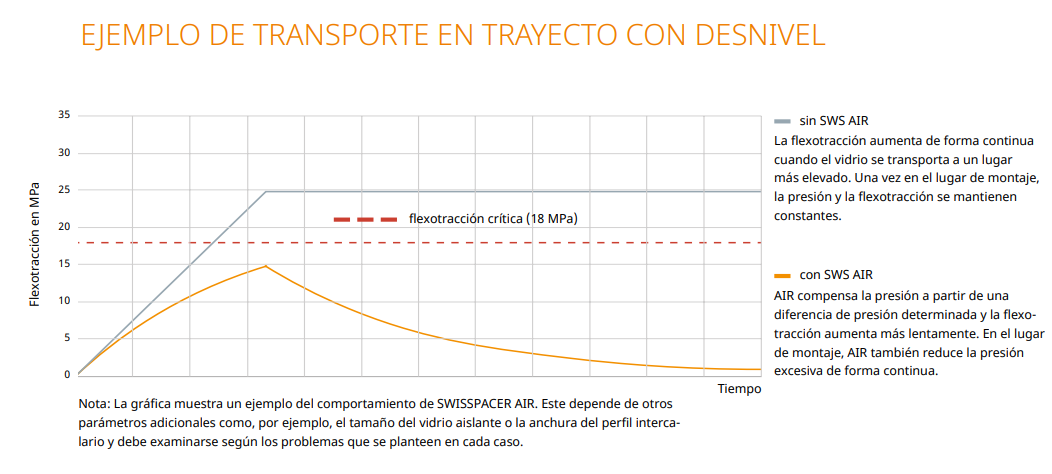 EJEMPLO DE TRANSPORTE EN TRAYECTO CON DESNIVEL
35
30
25
20
15
10
5
0
Flexotracción en MPa
flexotracción crítica (18 MPa)
Tiempo
sin SWS AIR
La flexotracción aumenta de forma continua
cuando el vidrio se transporta a un lugar
más elevado. Una vez en el lugar de montaje,
la presión y la flexotracción se mantienen
constantes.
con SWS AIR
AIR compensa la presión a partir de una
diferencia de presión determinada y la flexo-
tracción aumenta más lentamente. En el lugar
de montaje, AIR también reduce la presión
excesiva de forma continua.
Nota: La gráfica muestra un ejemplo del comportamiento de SWISSPACER AIR. Este depende de otros
parámetros adicionales como, por ejemplo, el tamaño del vidrio aislante o la anchura del perfil interca-
lario y debe examinarse según los problemas que se planteen en cada caso.